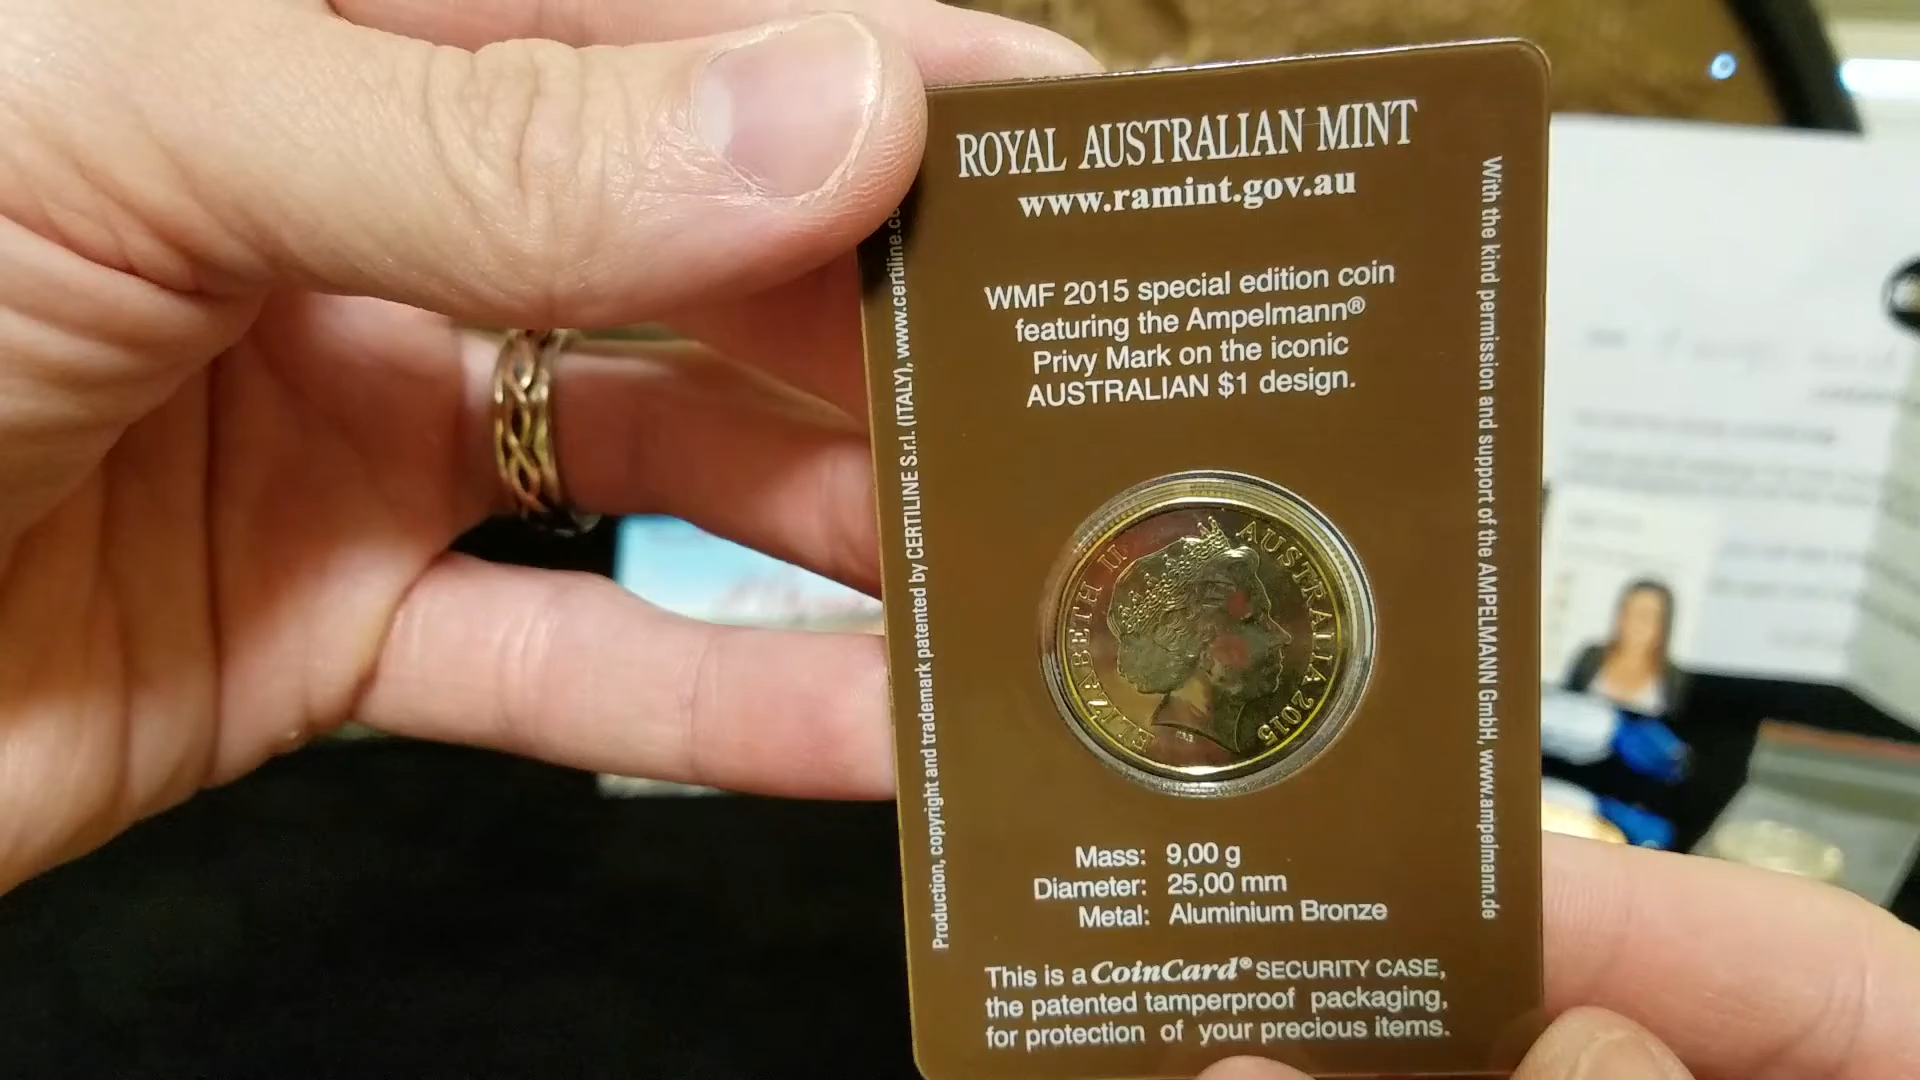 ROYAL AUSTRALIAN MINT
www.ramint.gov.au
WMF 2015 special edition coin
featuring the Ampelmann®
Privy Mark on the iconic
AUSTRALIAN $1 design.
ELIZABETH II
AUSTRALIA 2015
Mass: 9,00 g
Diameter: 25,00 mm
Metal: Aluminium Bronze
This is a CoinCard® SECURITY CASE,
the patented tamperproof packaging,
for protection of your precious items.
Production, copyright and trademark patented by CERTILINE S.r.l. (ITALY),
With the kind permission and support of the AMPELMANN GmbH, www.ampelmann.de